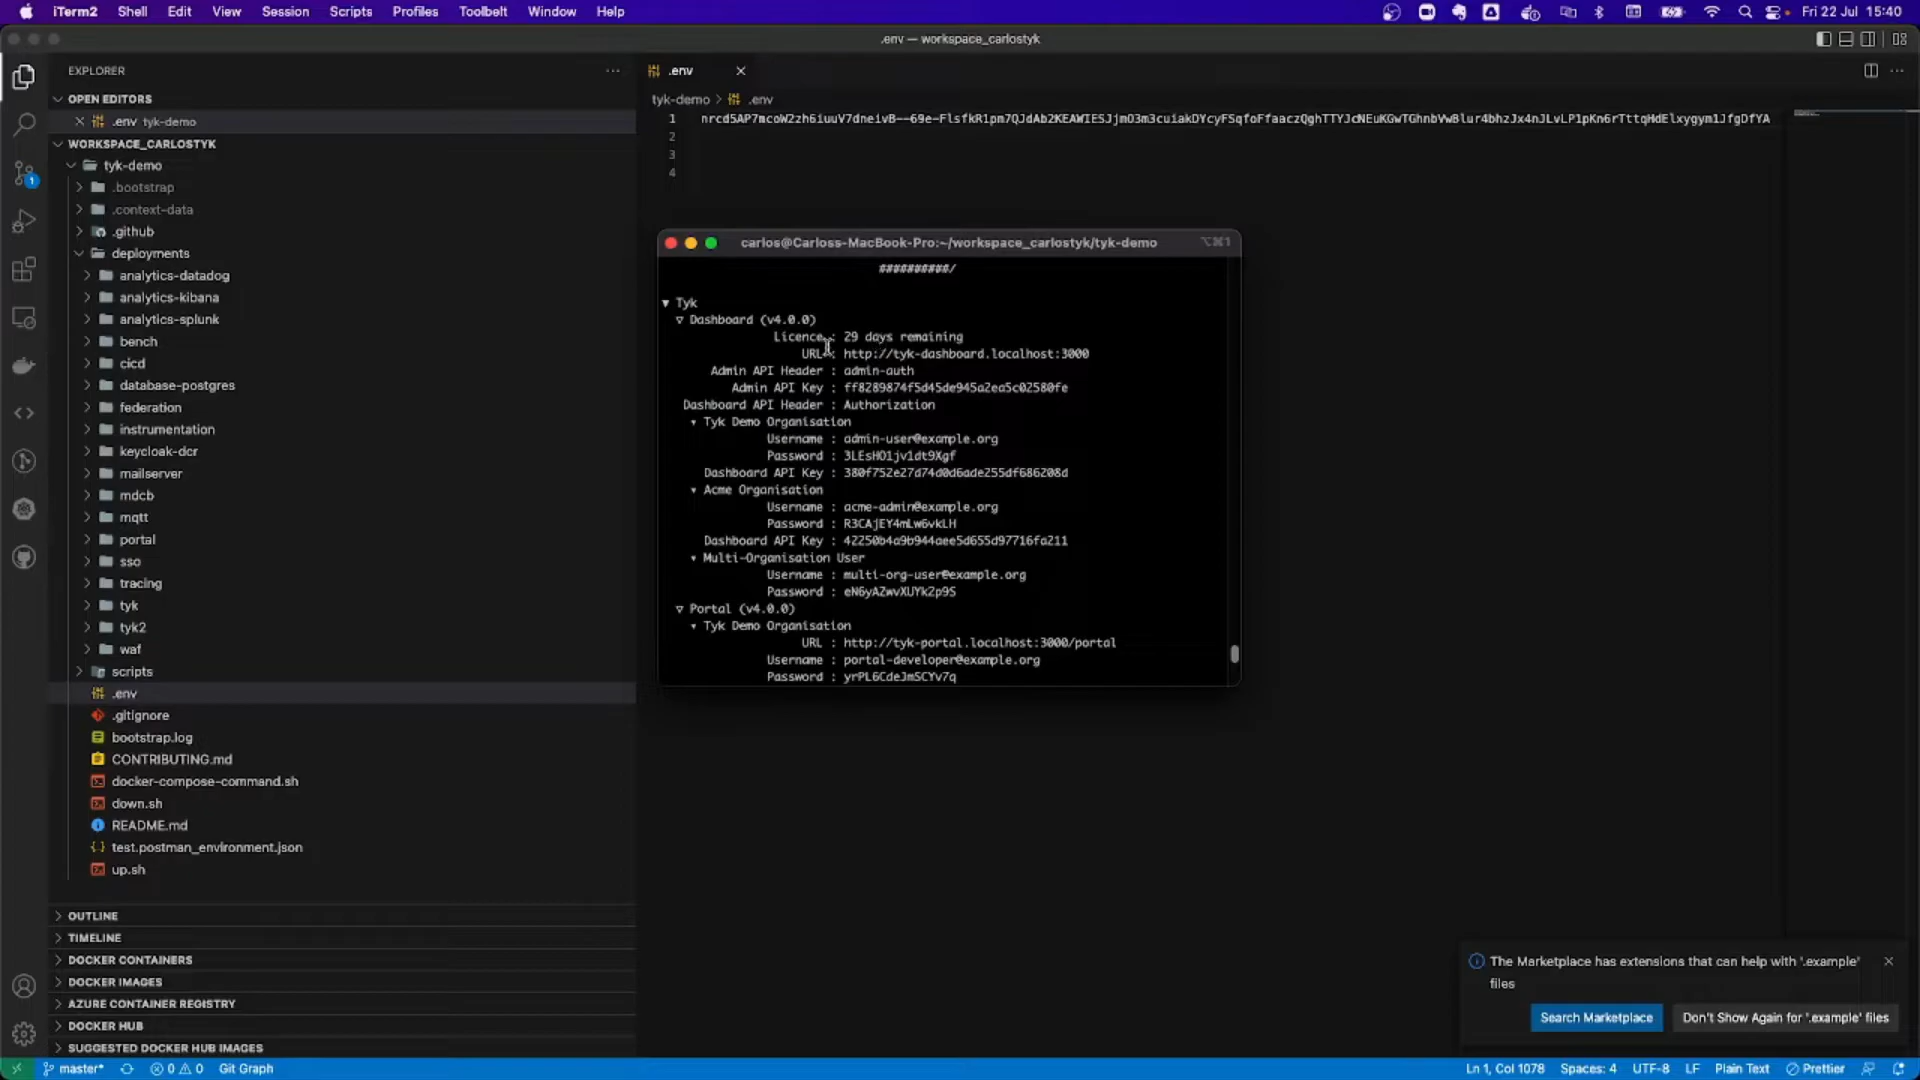 iTerm2 Shell Edit View Session Scripts Profiles Toolbelt Window Help Fri 22 Jul 15:40
.env — workspace_carlostyk
EXPLORER
OPEN EDITORS
.env tyk-demo
WORKSPACE_CARLOSTYK
tyk-demo
.bootstrap
.context-data
.github
deployments
analytics-datadog
analytics-kibana
analytics-splunk
bench
cicd
database-postgres
federation
instrumentation
keycloak-dcr
mailserver
mdcb
mqtt
portal
sso
tracing
tyk
tyk2
waf
scripts
.env
.gitignore
bootstrap.log
CONTRIBUTING.md
docker-compose-command.sh
down.sh
README.md
test.postman_environment.json
up.sh
OUTLINE
TIMELINE
DOCKER CONTAINERS
DOCKER IMAGES
AZURE CONTAINER REGISTRY
DOCKER HUB
SUGGESTED DOCKER HUB IMAGES
.env
tyk-demo > .env
1
2
3
4
carlos@Carloss-MacBook-Pro:~/workspace_carlostyk/tyk-demo ⌥⌘1
##########/
▼ Tyk
▽ Dashboard (v4.0.0)
Licence : 29 days remaining
URL : http://tyk-dashboard.localhost:3000
Admin API Header : admin-auth
Admin API Key : ff8289874f5d45de945a2ea5c02580fe
Dashboard API Header : Authorization
▾ Tyk Demo Organisation
Username : admin-user@example.org
Password : 3LEsHO1jv1dt9Xgf
Dashboard API Key : 380f752e27d74d0d6ade255df686208d
▾ Acme Organisation
Username : acme-admin@example.org
Password : R3CAjEY4mLw6vkLH
Dashboard API Key : 42250b4a9b944aee5d655d97716fa211
▾ Multi-Organisation User
Username : multi-org-user@example.org
Password : eN6yAZwvXUYk2p9S
▽ Portal (v4.0.0)
▾ Tyk Demo Organisation
URL : http://tyk-portal.localhost:3000/portal
Username : portal-developer@example.org
Password : yrPL6CdeJmSCYv7q
The Marketplace has extensions that can help with '.example'
files
Search Marketplace Don't Show Again for '.example' files
master* 0 0 Git Graph Ln 1, Col 1078 Spaces: 4 UTF-8 LF Plain Text Prettier